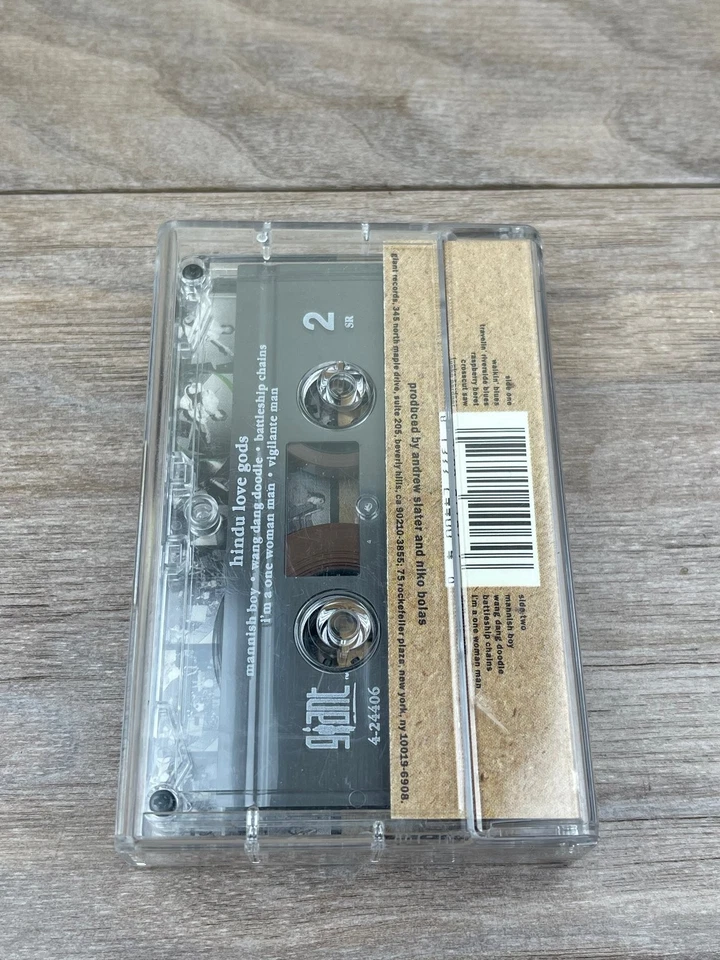 2
SR
hindu love gods
mannish boy • wang dang doodle • battleship chains
i'm a one woman man • vigilante man
giant
™
4-24406
giant records, 345 north maple drive, suite 205, beverly hills, ca 90210-3855; 75 rockefeller plaza, new york, ny 10019-6908.
produced by andrew slater and niko bolas
side one
walkin' blues
travelin' riverside blues
raspberry beret
crosscut saw
side two
mannish boy
wang dang doodle
battleship chains
i'm a one woman man